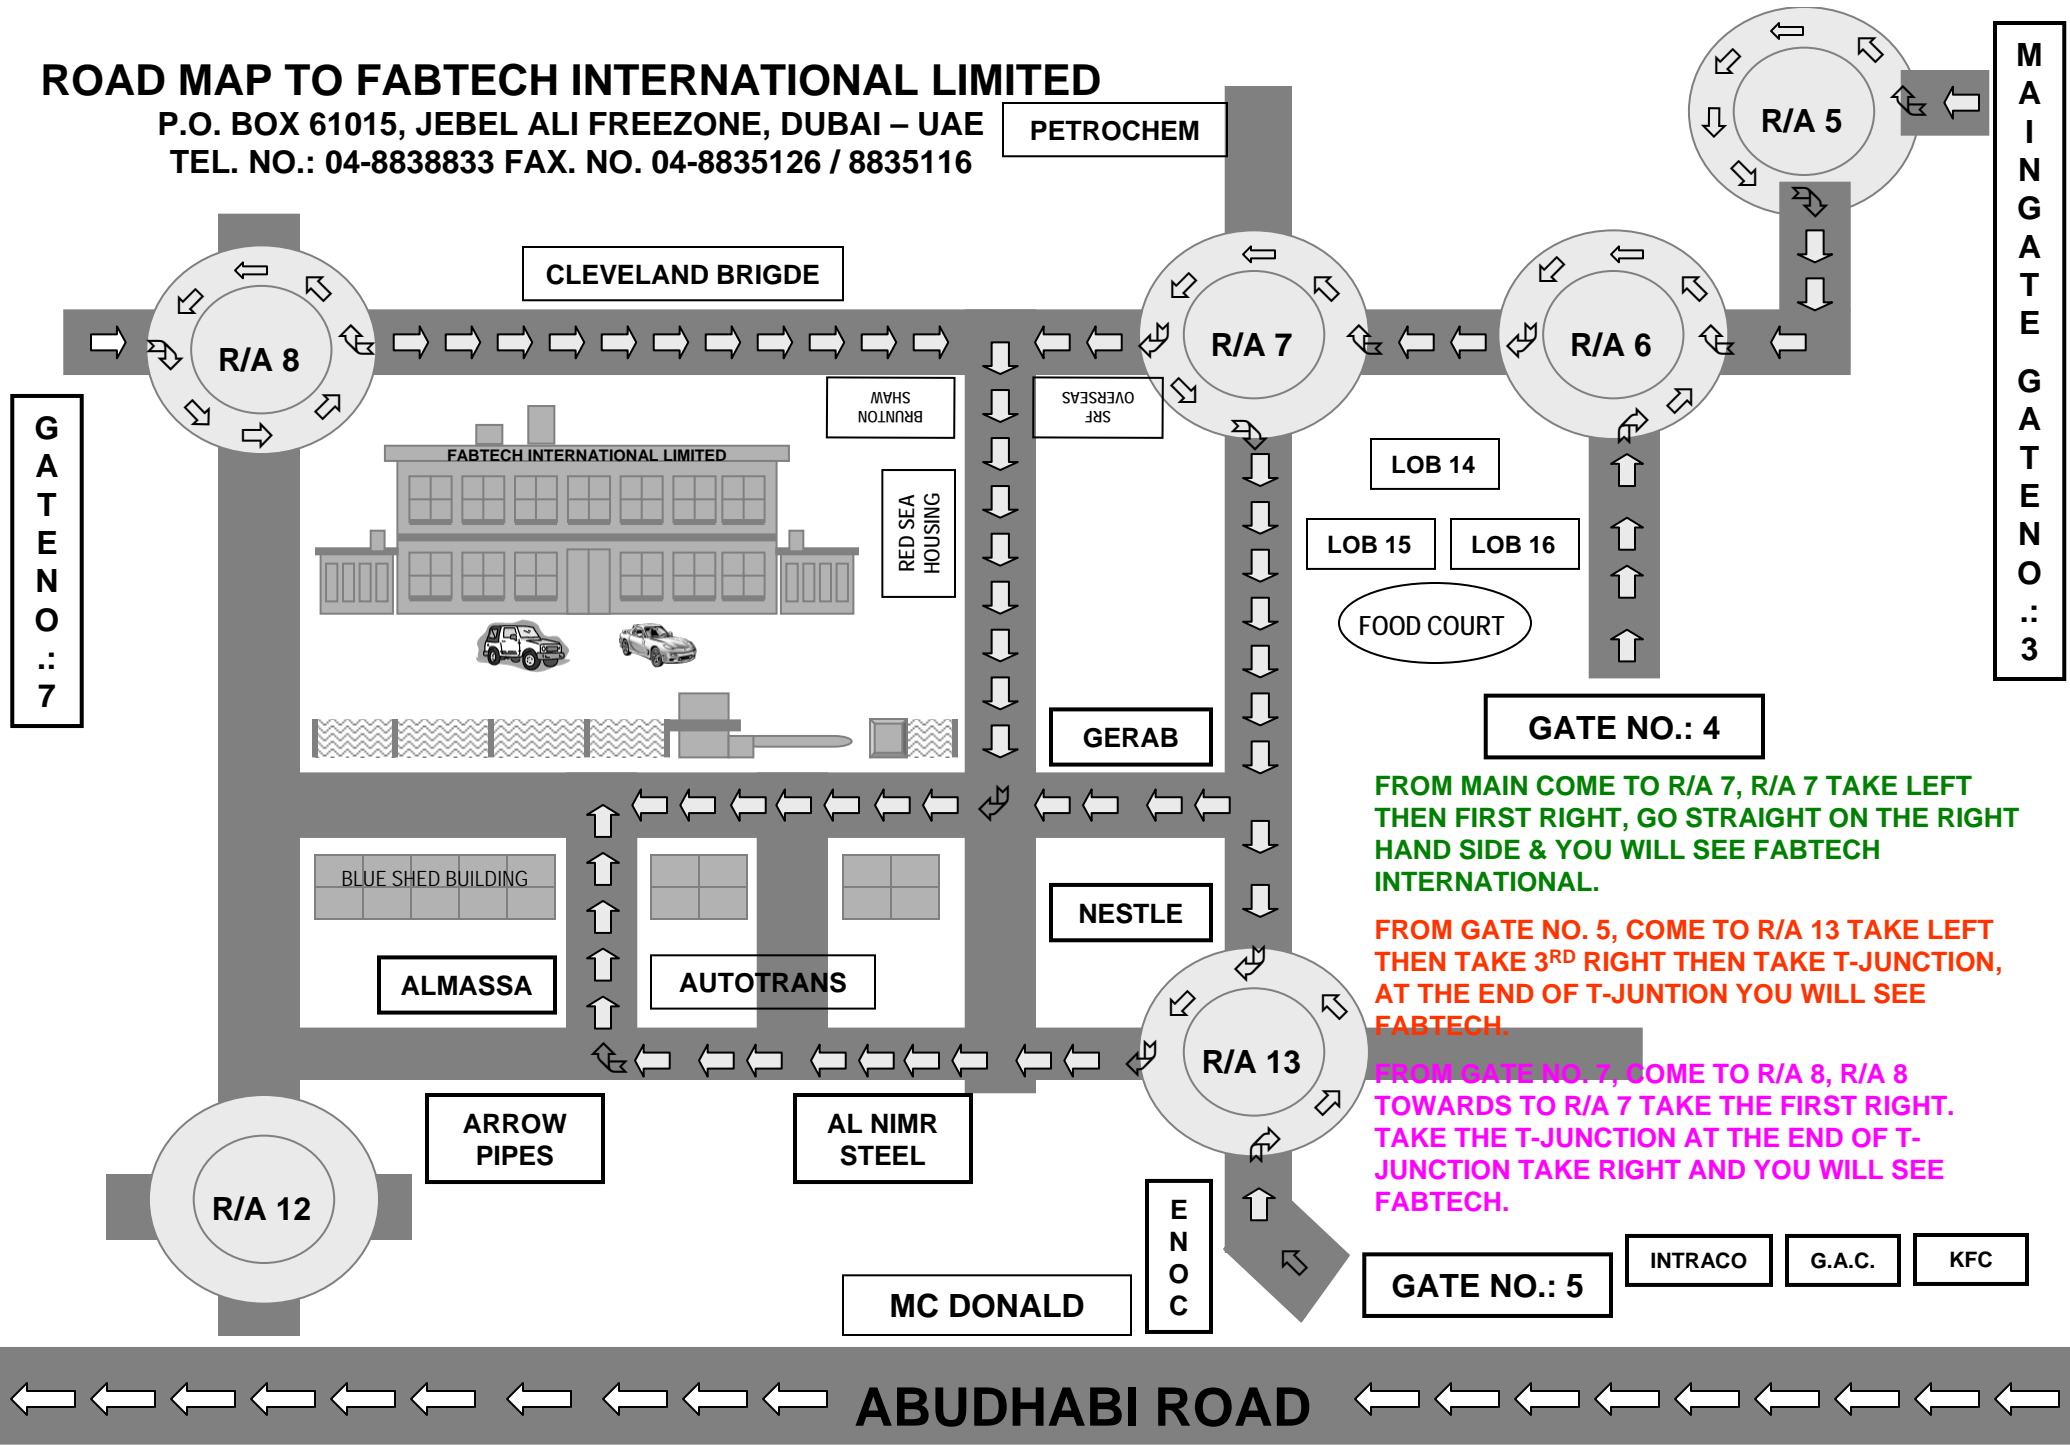 ROAD MAP TO FABTECH INTERNATIONAL LIMITED
P.O. BOX 61015, JEBEL ALI FREEZONE, DUBAI – UAE
TEL. NO.: 04-8838833 FAX. NO. 04-8835126 / 8835116
PETROCHEM
R/A 5
MAINGATE GATENO.:3
CLEVELAND BRIGDE
R/A 8
R/A 7
R/A 6
GATENO.:7
BRUNTON
SHAW
SRF
OVERSEAS
FABTECH INTERNATIONAL LIMITED
RED SEA
HOUSING
LOB 14
LOB 15
LOB 16
FOOD COURT
GERAB
GATE NO.: 4
FROM MAIN COME TO R/A 7, R/A 7 TAKE LEFT
THEN FIRST RIGHT, GO STRAIGHT ON THE RIGHT
HAND SIDE & YOU WILL SEE FABTECH
INTERNATIONAL.
BLUE SHED BUILDING
NESTLE
FROM GATE NO. 5, COME TO R/A 13 TAKE LEFT
THEN TAKE 3RD RIGHT THEN TAKE T-JUNCTION,
AT THE END OF T-JUNTION YOU WILL SEE
FABTECH.
ALMASSA
AUTOTRANS
R/A 13
FROM GATE NO. 7, COME TO R/A 8, R/A 8
TOWARDS TO R/A 7 TAKE THE FIRST RIGHT.
TAKE THE T-JUNCTION AT THE END OF T-
JUNCTION TAKE RIGHT AND YOU WILL SEE
FABTECH.
ARROW
PIPES
AL NIMR
STEEL
R/A 12
ENOC
MC DONALD
GATE NO.: 5
INTRACO
G.A.C.
KFC
ABUDHABI ROAD